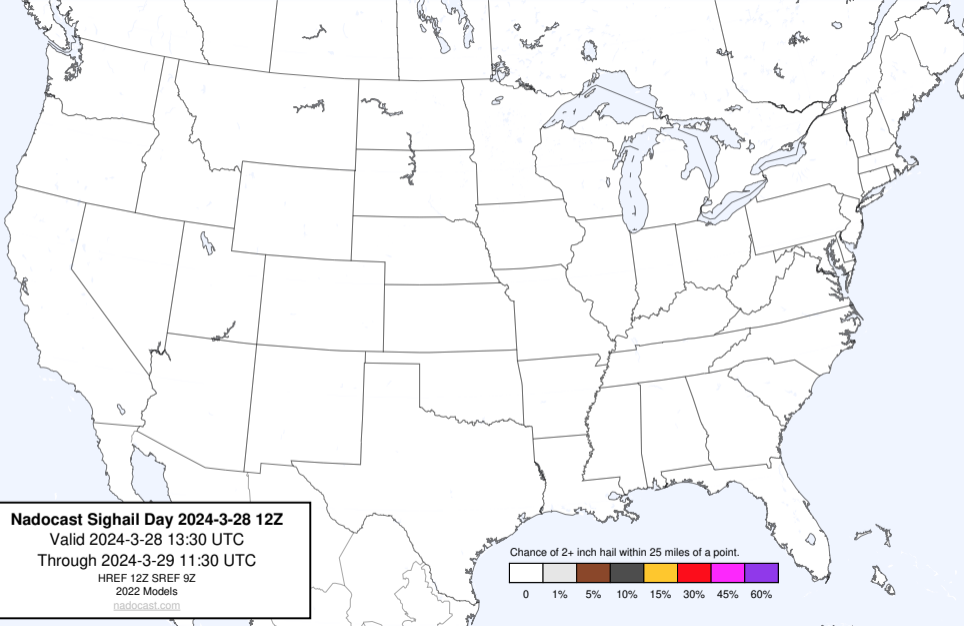 Nadocast Sighail Day 2024-3-28 12Z
Valid 2024-3-28 13:30 UTC
Through 2024-3-29 11:30 UTC
HREF 12Z SREF 9Z
2022 Models
nadocast.com
Chance of 2+ inch hail within 25 miles of a point.
0 1% 5% 10% 15% 30% 45% 60%